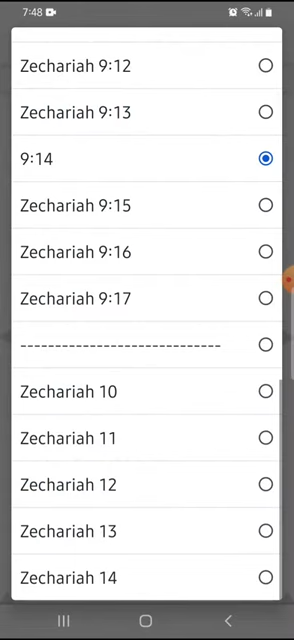 7:48
Zechariah 9:12
Zechariah 9:13
9:14
Zechariah 9:15
Zechariah 9:16
Zechariah 9:17
----------------------------
Zechariah 10
Zechariah 11
Zechariah 12
Zechariah 13
Zechariah 14